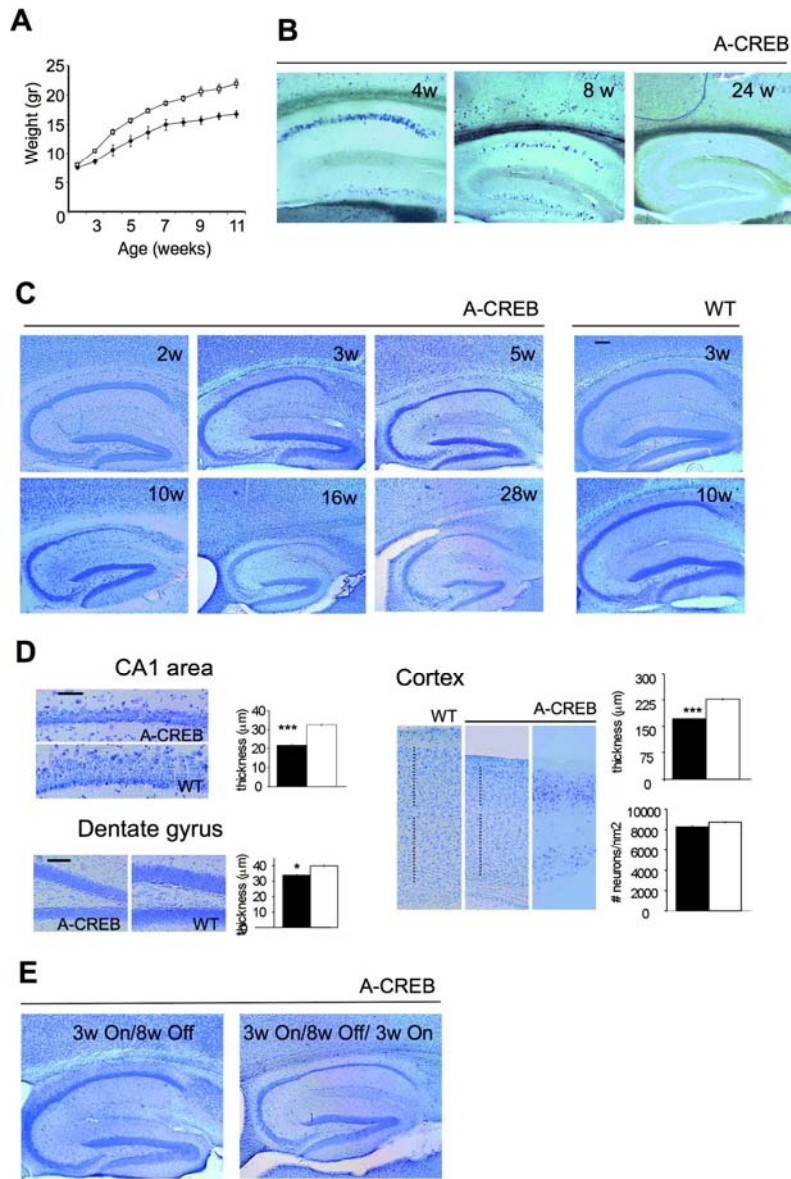 A
Weight (gr)
25
20
15
10
5
0
3 5 7 9 11
Age (weeks)
B
A-CREB
4w
8 w
24 w
C
A-CREB
WT
2w
3w
5w
3w
10w
16w
28w
10w
D
CA1 area
A-CREB
WT
thickness (µm)
40
30
20
10
0
***
Dentate gyrus
A-CREB
WT
thickness (µm)
40
30
20
10
0
*
Cortex
WT
A-CREB
thickness (µm)
300
225
150
75
0
***
# neurons/nm2
10000
8000
6000
4000
2000
0
E
A-CREB
3w On/8w Off
3w On/8w Off/ 3w On